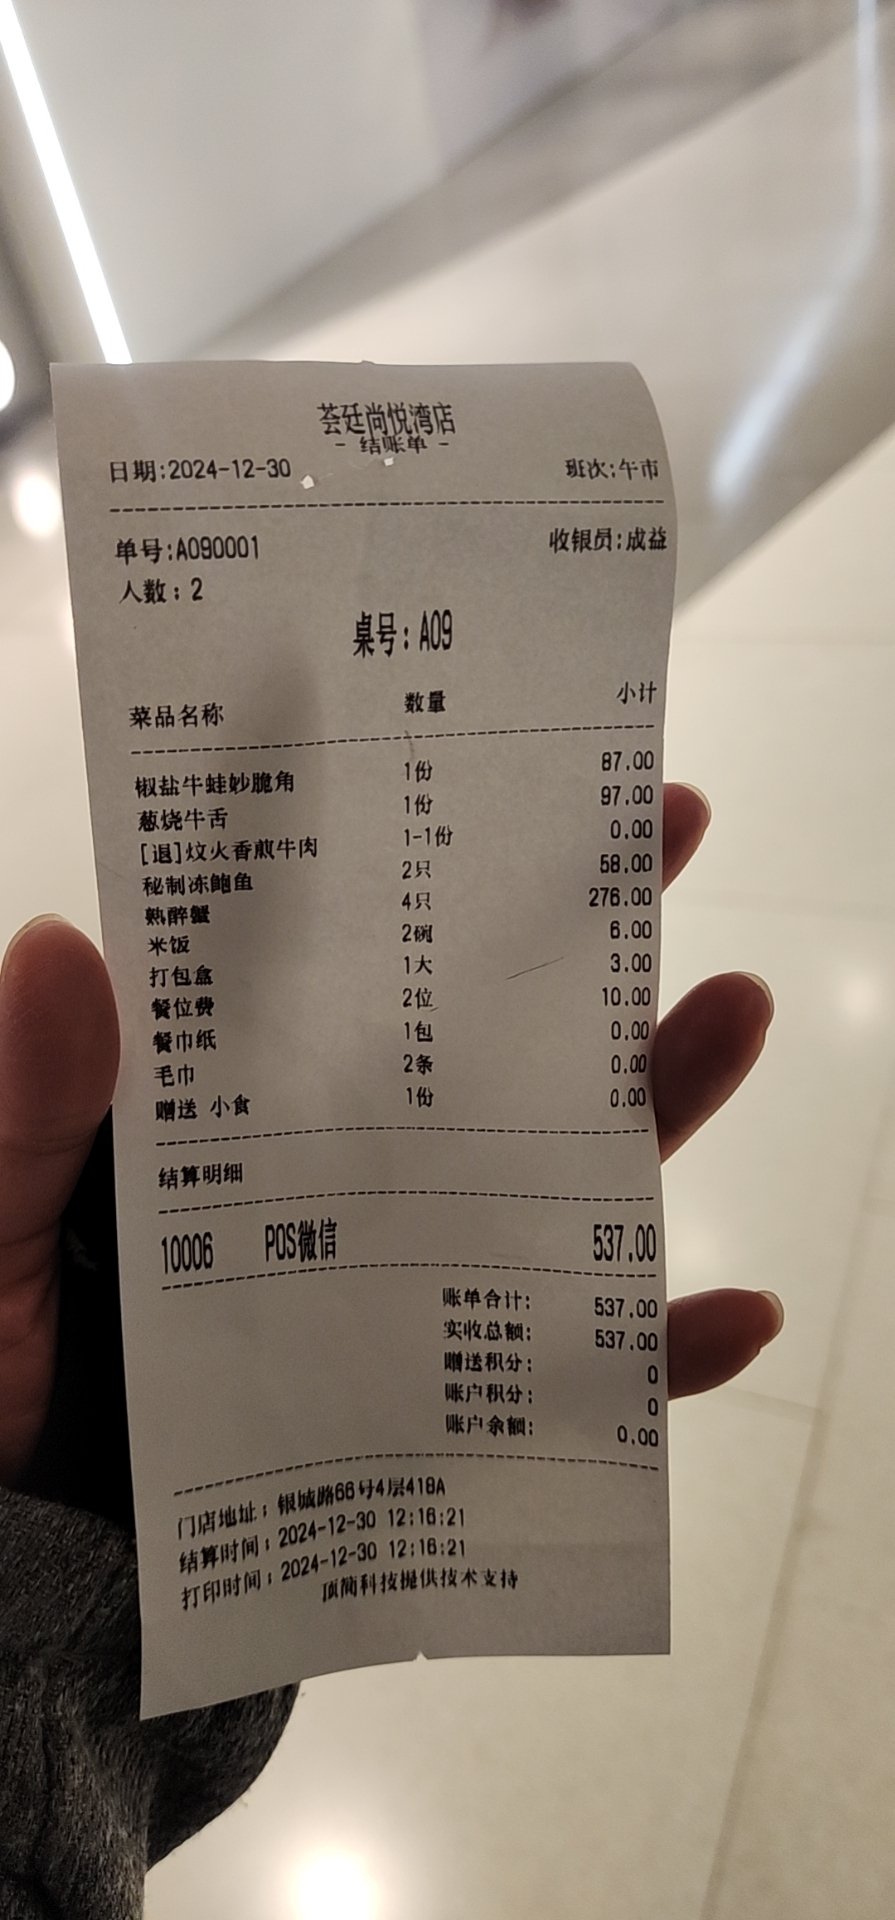 荟廷尚悦湾店
- 结账单 -
日期:2024-12-30 班次:午市
单号:A090001 收银员:成益
人数:2
桌号:A09
菜品名称 数量 小计
椒盐牛蛙妙脆角 1份 87.00
葱烧牛舌 1份 97.00
[退]炆火香煎牛肉 1-1份 0.00
秘制冻鲍鱼 2只 58.00
熟醉蟹 4只 276.00
米饭 2碗 6.00
打包盒 1大 3.00
餐位费 2位 10.00
餐巾纸 1包 0.00
毛巾 2条 0.00
赠送 小食 1份 0.00
结算明细
10006 POS微信 537.00
账单合计: 537.00
实收总额: 537.00
赠送积分: 0
账户积分: 0
账户余额: 0.00
门店地址:银城路66号4层418A
结算时间:2024-12-30 12:16:21
打印时间:2024-12-30 12:16:21
顶简科技提供技术支持